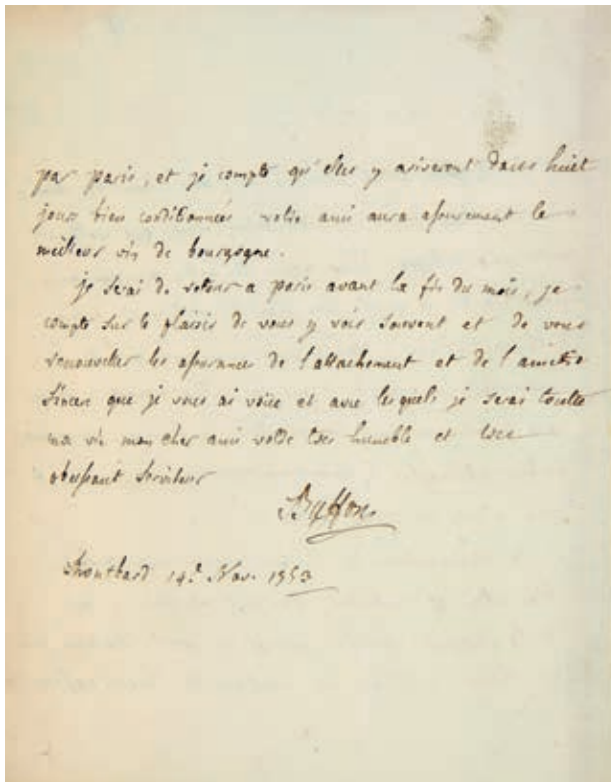 par paris, et je compte qu'elles y ariveront dans huit
jours bien conditionnées votre ami aura assurement le
meilleur vin de bourgogne.
je serai de retour a paris avant la fin du mois, je
compte sur le plaisir de vous y voir souvent et de vous
renouveller les assurances de l'attachement et de l'amitié
sincere que je vous ai voüé et avec lesquels je serai toutte
ma vie mon cher ami votre tres humble et tres
obeissant serviteur
Buffon
Montbard 14e Nov. 1753